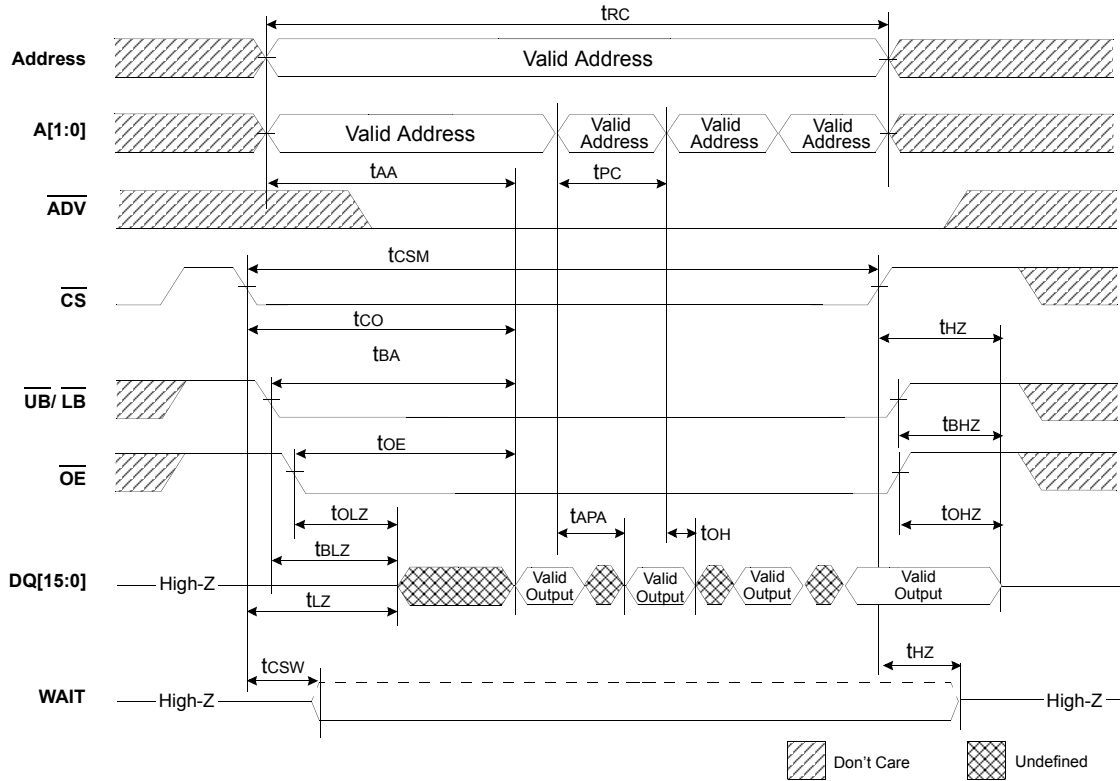 tRC
Address
Valid Address
A[1:0]
Valid Address
Valid Address
Valid Address
Valid Address
tAA
tPC
ADV
tCSM
CS
tCO
tHZ
tBA
UB/ LB
tBHZ
tOE
OE
tOLZ
tAPA
tOHZ
tOH
tBLZ
DQ[15:0]
High-Z
Valid Output
Valid Output
Valid Output
Valid Output
tLZ
tHZ
tCSW
WAIT
High-Z
High-Z
Don't Care
Undefined